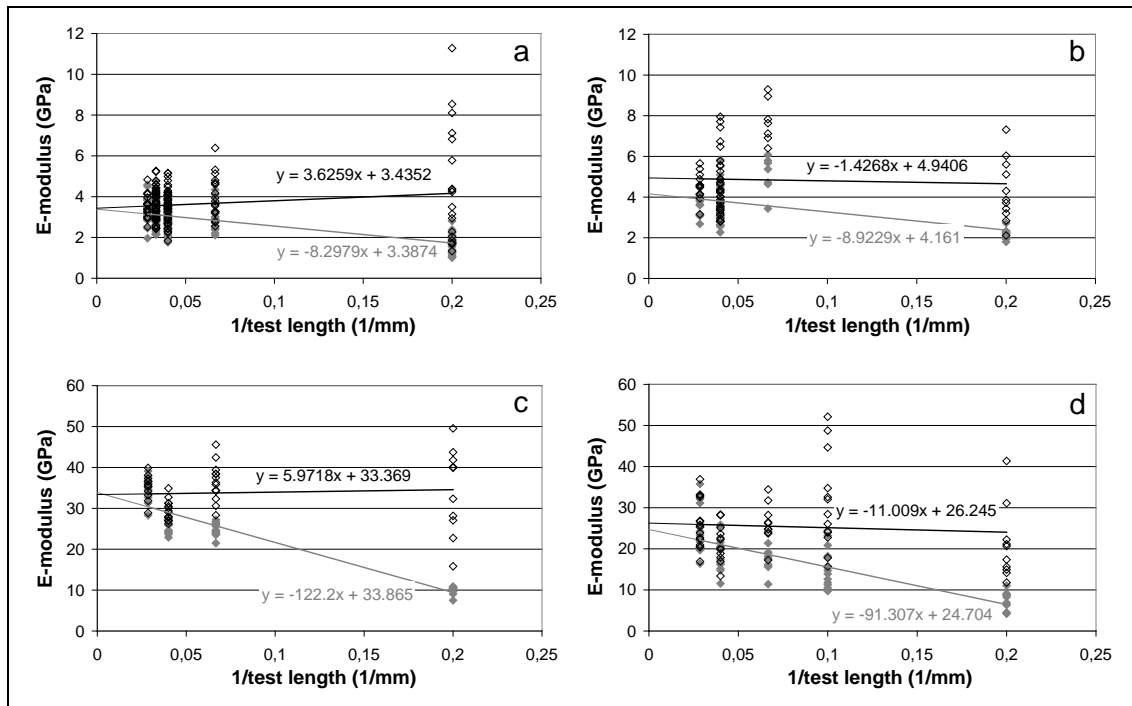 a
12
10
8
6
4
2
0
E-modulus (GPa)
y = 3.6259x + 3.4352
y = -8.2979x + 3.3874
0 0,05 0,1 0,15 0,2 0,25
1/test length (1/mm)
b
12
10
8
6
4
2
0
E-modulus (GPa)
y = -1.4268x + 4.9406
y = -8.9229x + 4.161
0 0,05 0,1 0,15 0,2 0,25
1/test length (1/mm)
c
60
50
40
30
20
10
0
E-modulus (GPa)
y = 5.9718x + 33.369
y = -122.2x + 33.865
0 0,05 0,1 0,15 0,2 0,25
1/test length (1/mm)
d
60
50
40
30
20
10
0
E-modulus (GPa)
y = -11.009x + 26.245
y = -91.307x + 24.704
0 0,05 0,1 0,15 0,2 0,25
1/test length (1/mm)